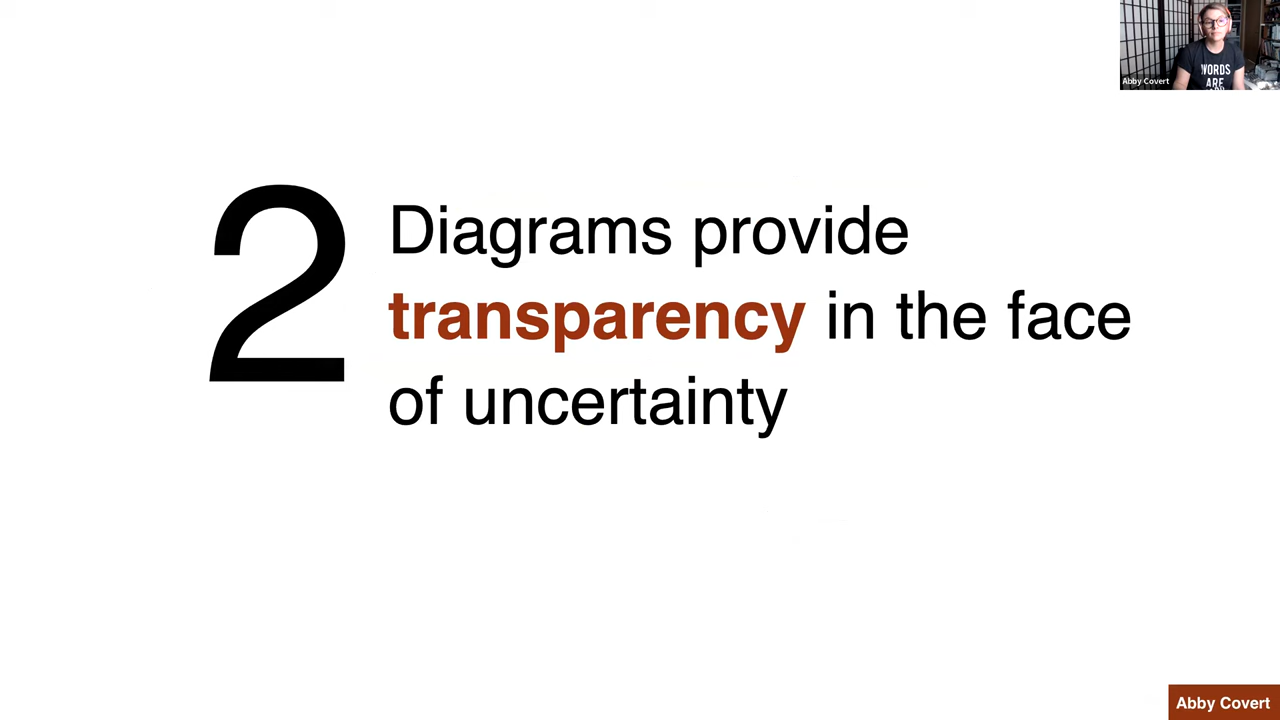 Abby Covert
WORDS
ARE
2
Diagrams provide
transparency in the face
of uncertainty
Abby Covert